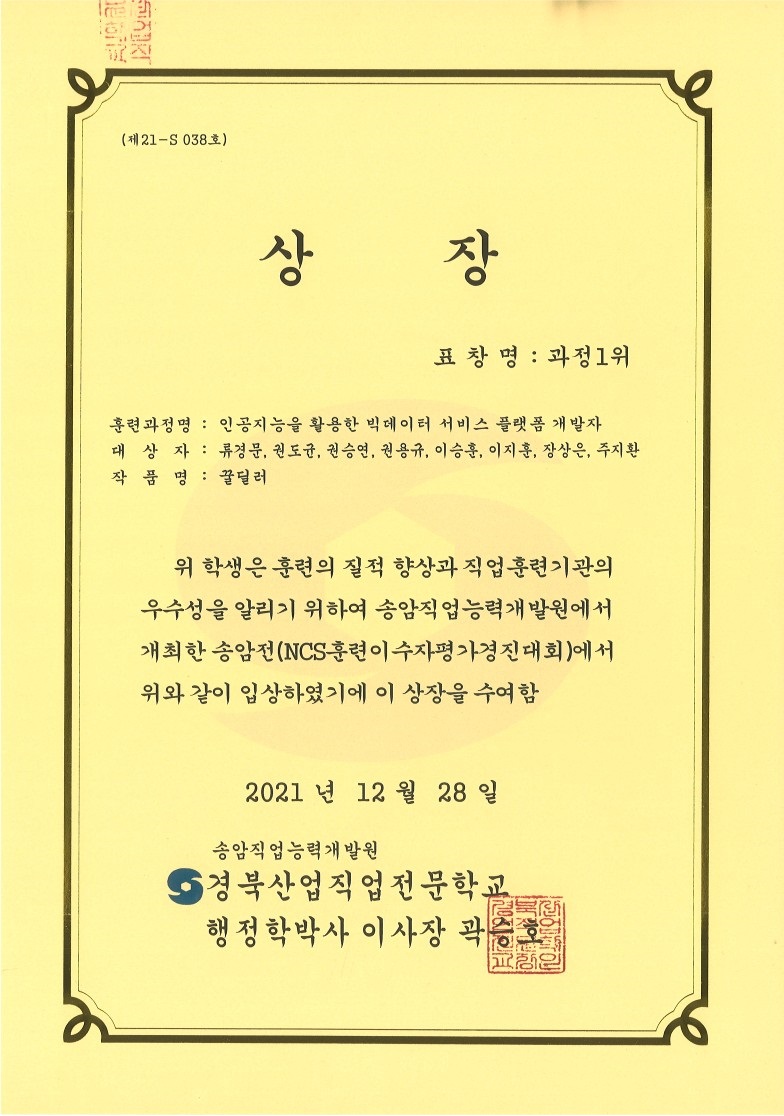 (제21-S 038호)
상 장
표 창 명 : 과정1위
훈련과정명 : 인공지능을 활용한 빅데이터 서비스 플랫폼 개발자
대 상 자 : 류경문, 권도균, 권승연, 권용규, 이승훈, 이지훈, 장상은, 주지환
작 품 명 : 꿀딜러
위 학생은 훈련의 질적 향상과 직업훈련기관의
우수성을 알리기 위하여 송암직업능력개발원에서
개최한 송암전(NCS훈련이수자평가경진대회)에서
위와 같이 입상하였기에 이 상장을 수여함
2021 년 12 월 28 일
송암직업능력개발원
경북산업직업전문학교
행정학박사 이사장 곽승호